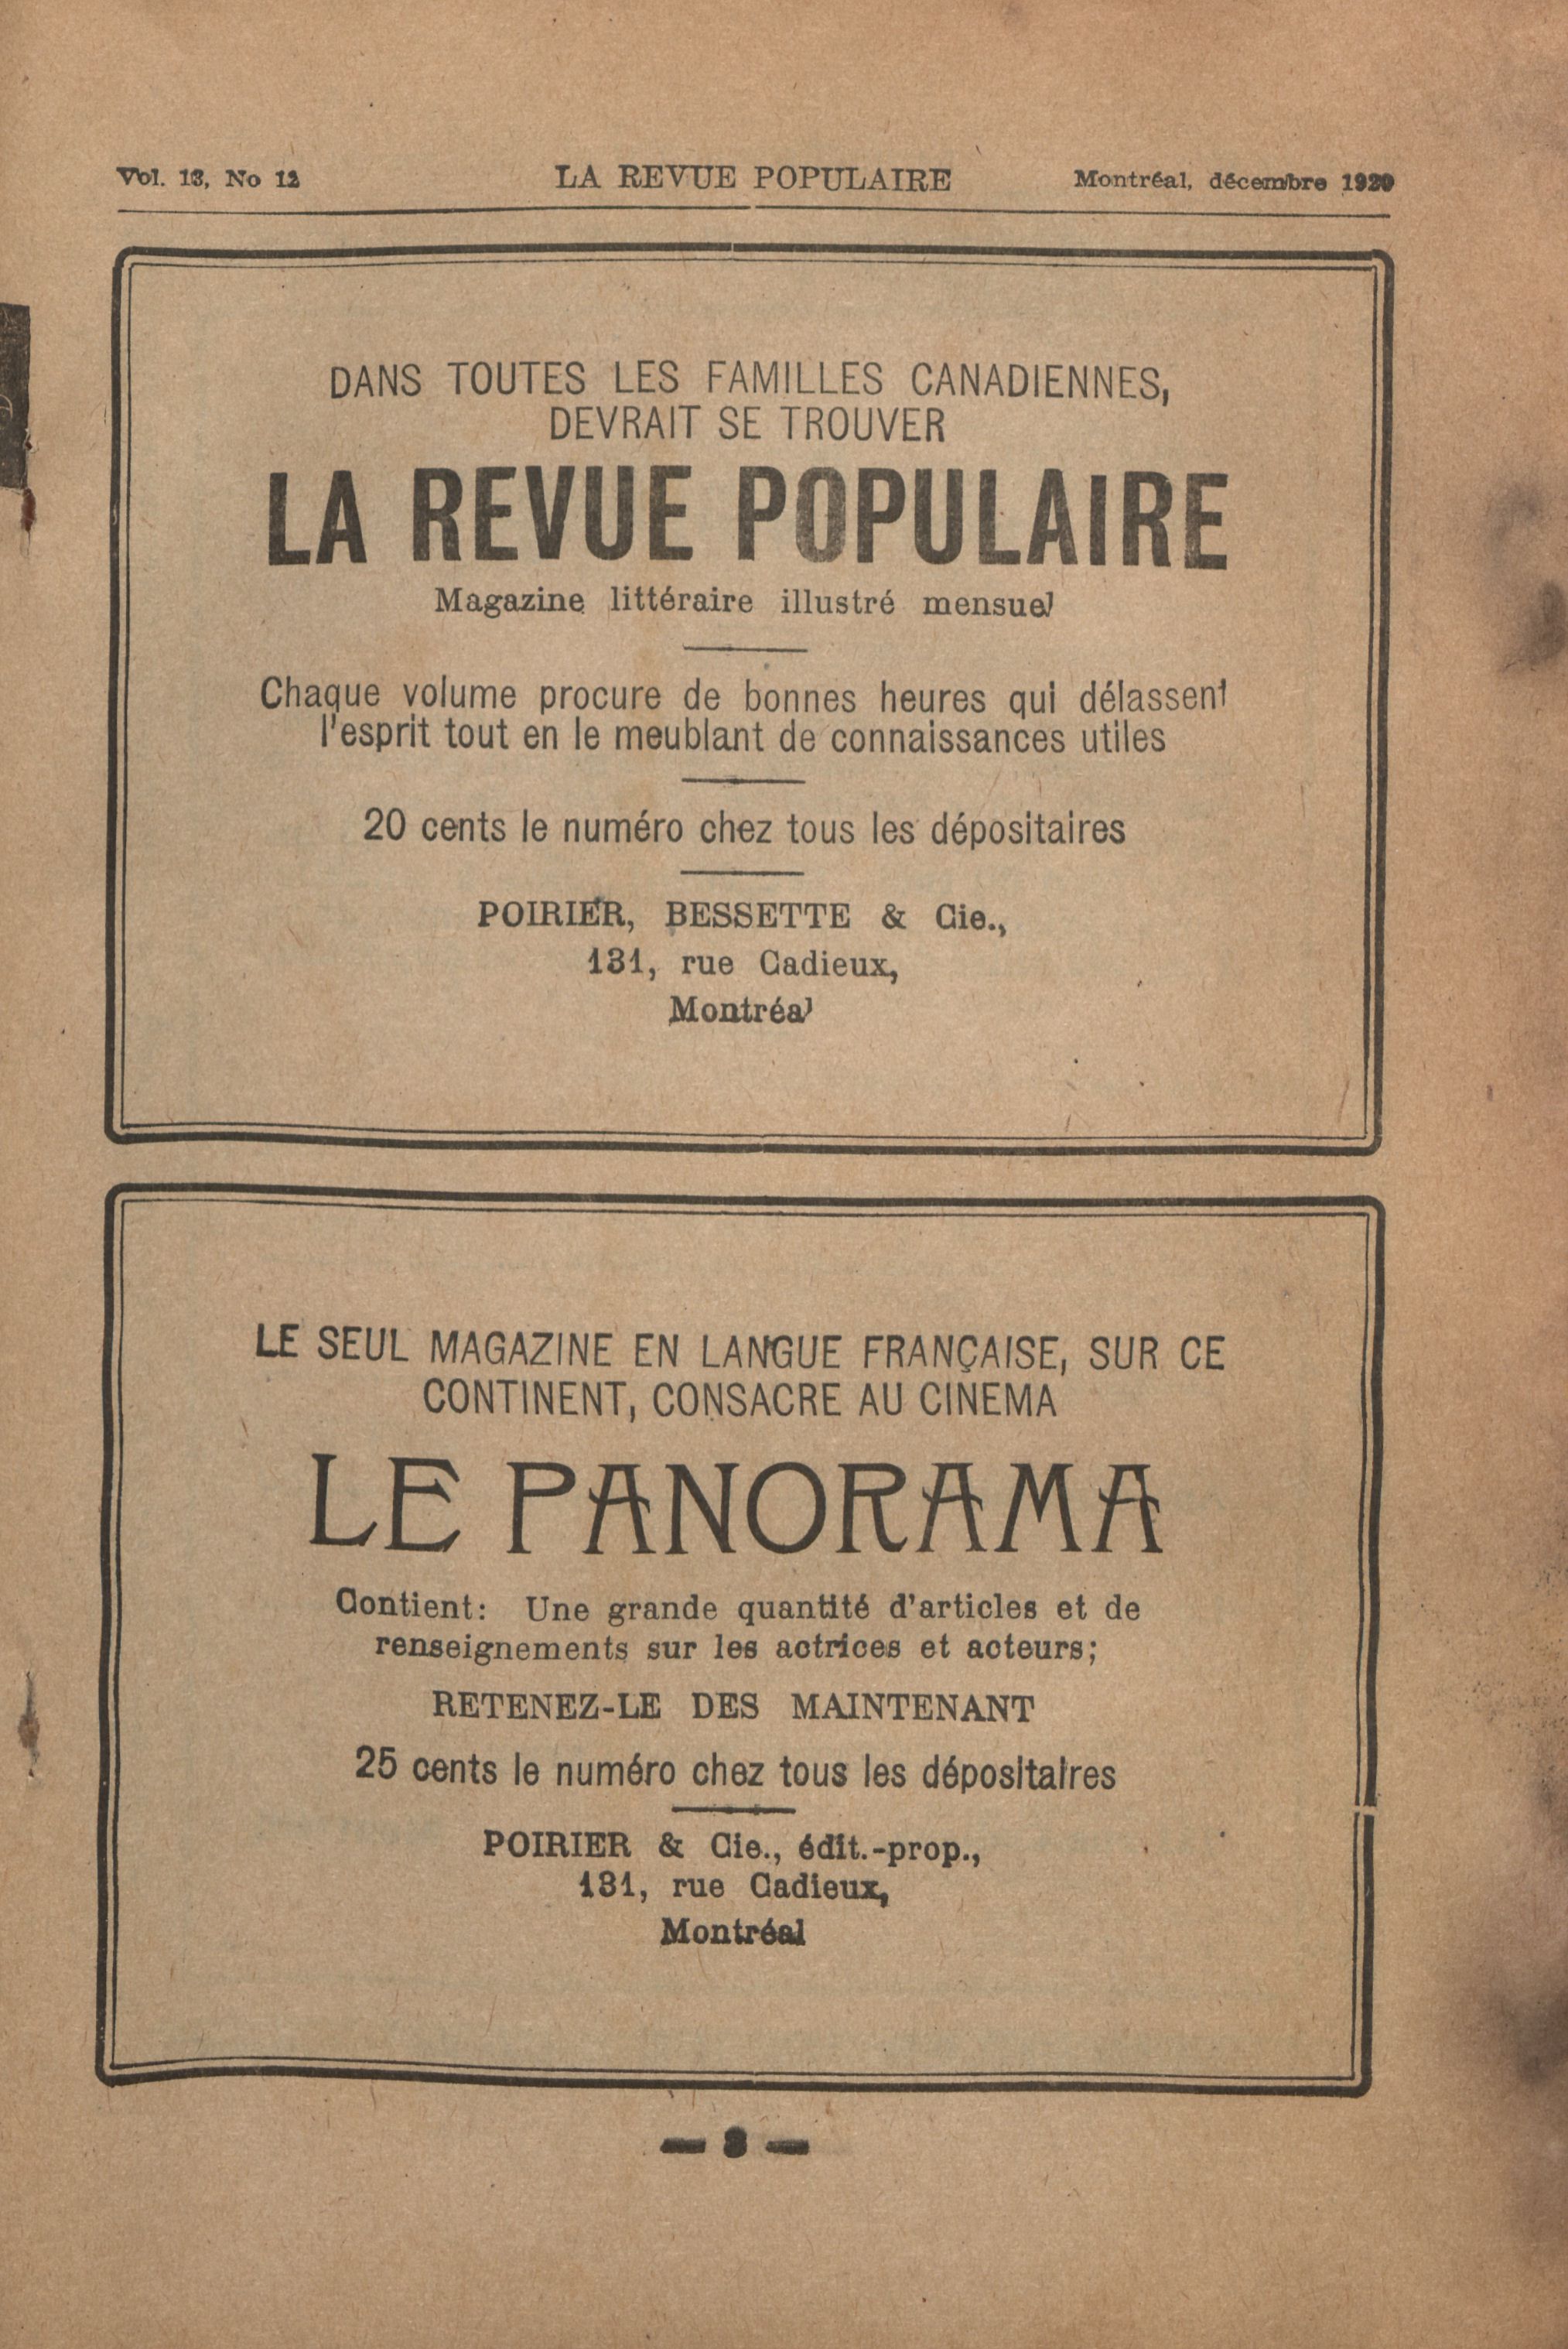 Vol. 13, No 12 LA REVUE POPULAIRE Montréal, décembre 1920
DANS TOUTES LES FAMILLES CANADIENNES,
DEVRAIT SE TROUVER
LA REVUE POPULAIRE
Magazine littéraire illustré mensuel
Chaque volume procure de bonnes heures qui délassent
l'esprit tout en le meublant de connaissances utiles
20 cents le numéro chez tous les dépositaires
POIRIER, BESSETTE & Cie.,
131, rue Cadieux,
Montréal
LE SEUL MAGAZINE EN LANGUE FRANÇAISE, SUR CE
CONTINENT, CONSACRE AU CINEMA
LE PANORAMA
Contient: Une grande quantité d'articles et de
renseignements sur les actrices et acteurs;
RETENEZ-LE DES MAINTENANT
25 cents le numéro chez tous les dépositaires
POIRIER & Cie., édit.-prop.,
131, rue Cadieux,
Montréal